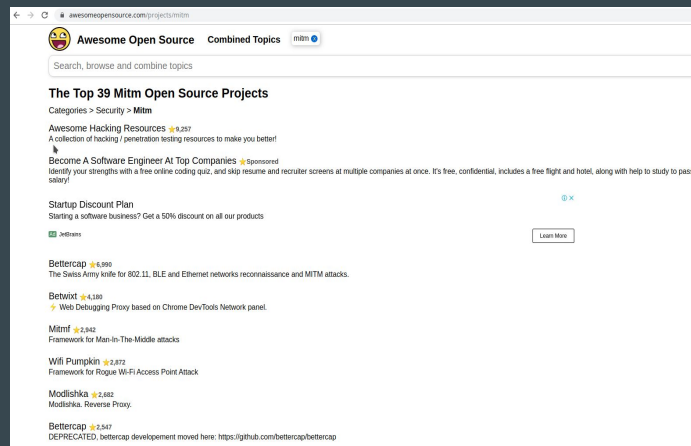 awesomeopensource.com/projects/mitm
Awesome Open Source Combined Topics mitm
Search, browse and combine topics
The Top 39 Mitm Open Source Projects
Categories > Security > Mitm
Awesome Hacking Resources ⭐9,257
A collection of hacking / penetration testing resources to make you better!
Become A Software Engineer At Top Companies ⭐Sponsored
Identify your strengths with a free online coding quiz, and skip resume and recruiter screens at multiple companies at once. It's free, confidential, includes a free flight and hotel, along with help to study to pass
salary!
Startup Discount Plan
Starting a software business? Get a 50% discount on all our products
Ad JetBrains
Learn More
Bettercap ⭐6,990
The Swiss Army knife for 802.11, BLE and Ethernet networks reconnaissance and MITM attacks.
Betwixt ⭐4,180
⚡ Web Debugging Proxy based on Chrome DevTools Network panel.
Mitmf ⭐2,942
Framework for Man-In-The-Middle attacks
Wifi Pumpkin ⭐2,872
Framework for Rogue Wi-Fi Access Point Attack
Modlishka ⭐2,682
Modlishka. Reverse Proxy.
Bettercap ⭐2,547
DEPRECATED, bettercap developement moved here: https://github.com/bettercap/bettercap